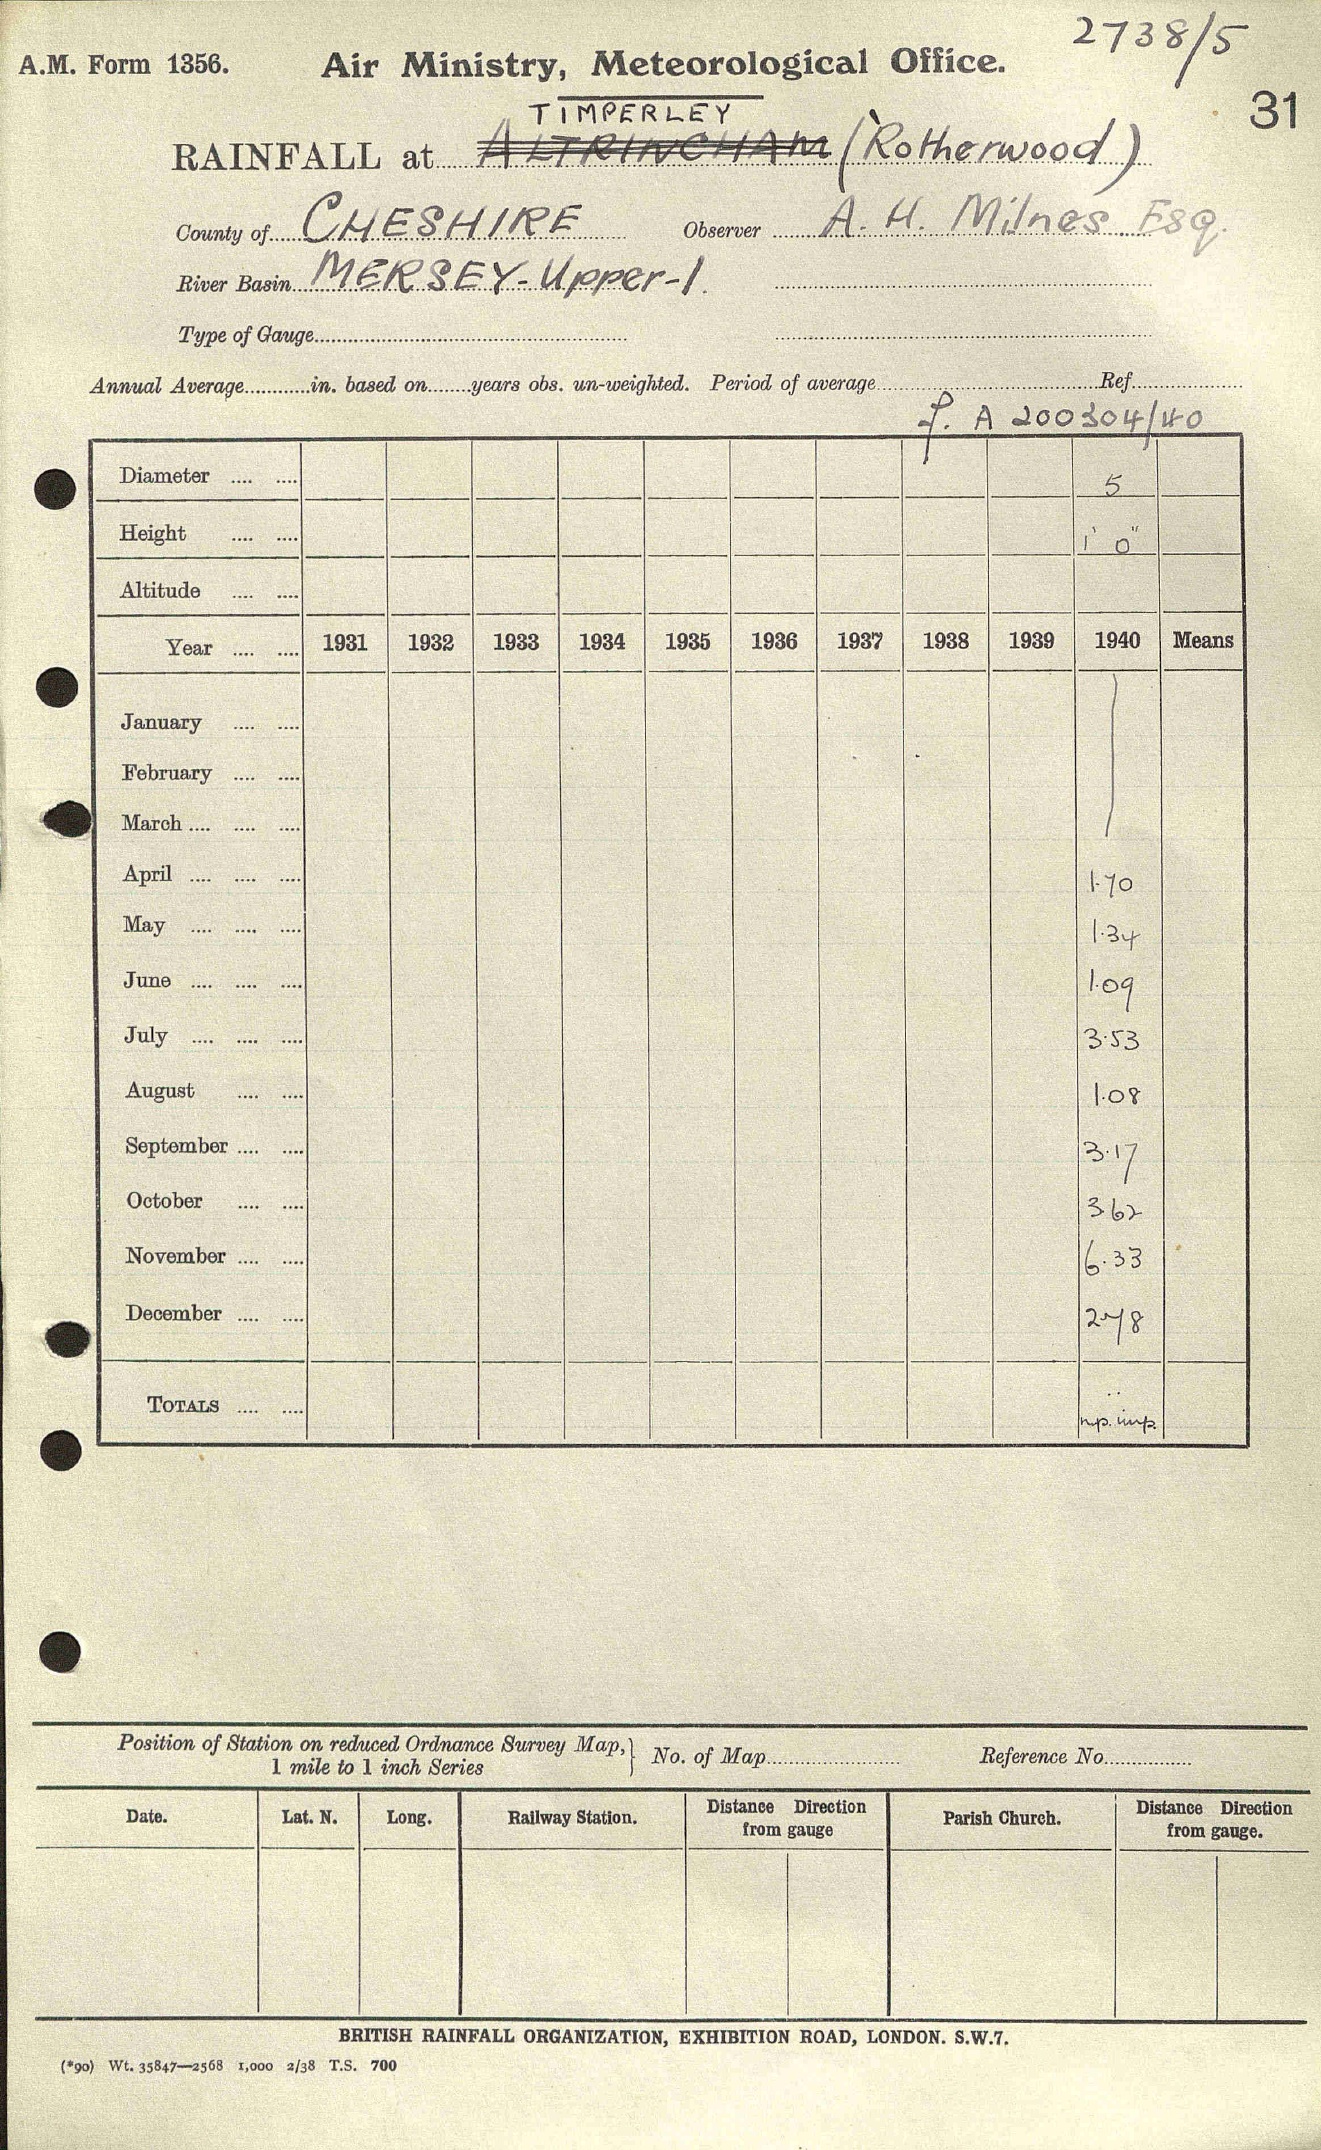 2738/5
A.M. Form 1356. Air Ministry, Meteorological Office.
31
TIMPERLEY
RAINFALL at ALTRINCHAM (Rotherwood)
County of CHESHIRE Observer A. H. Milnes Esq.
River Basin MERSEY-Upper-1.
Type of Gauge
Annual Average in. based on years obs. un-weighted. Period of average Ref.
f. A 200304/40
Diameter .... .... 5
Height .... .... 1' 0"
Altitude .... ....
Year .... .... 1931 1932 1933 1934 1935 1936 1937 1938 1939 1940 Means
January .... ....
February .... ....
March .... .... ....
April .... .... .... 1.70
May .... .... .... 1.34
June .... .... .... 1.09
July .... .... .... 3.53
August .... .... 1.08
September .... .... 3.17
October .... .... 3.62
November .... .... 6.33
December .... .... 2.78
TOTALS .... .... ..
n.p. imp.
Position of Station on reduced Ordnance Survey Map,} No. of Map Reference No.
1 mile to 1 inch Series
Date. Lat. N. Long. Railway Station. Distance Direction from gauge Parish Church. Distance Direction from gauge.
BRITISH RAINFALL ORGANIZATION, EXHIBITION ROAD, LONDON. S.W.7.
(*90) Wt. 35847—2568 1,000 2/38 T.S. 700